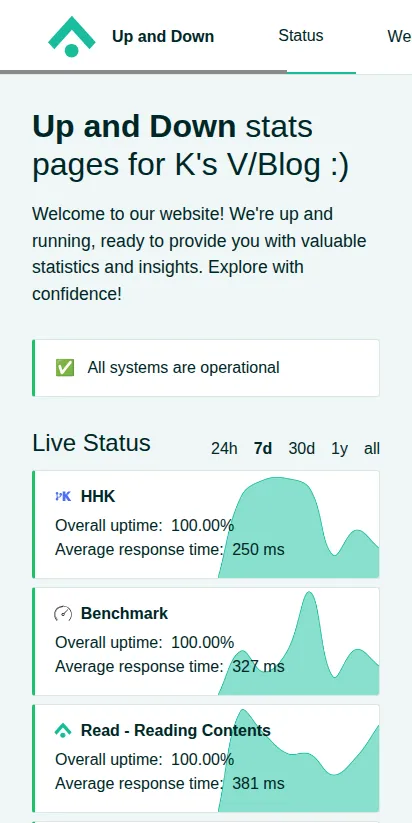 Up and Down Status We
Up and Down stats
pages for K's V/Blog :)
Welcome to our website! We're up and
running, ready to provide you with valuable
statistics and insights. Explore with
confidence!
All systems are operational
Live Status 24h 7d 30d 1y all
HHK
Overall uptime: 100.00%
Average response time: 250 ms
Benchmark
Overall uptime: 100.00%
Average response time: 327 ms
Read - Reading Contents
Overall uptime: 100.00%
Average response time: 381 ms